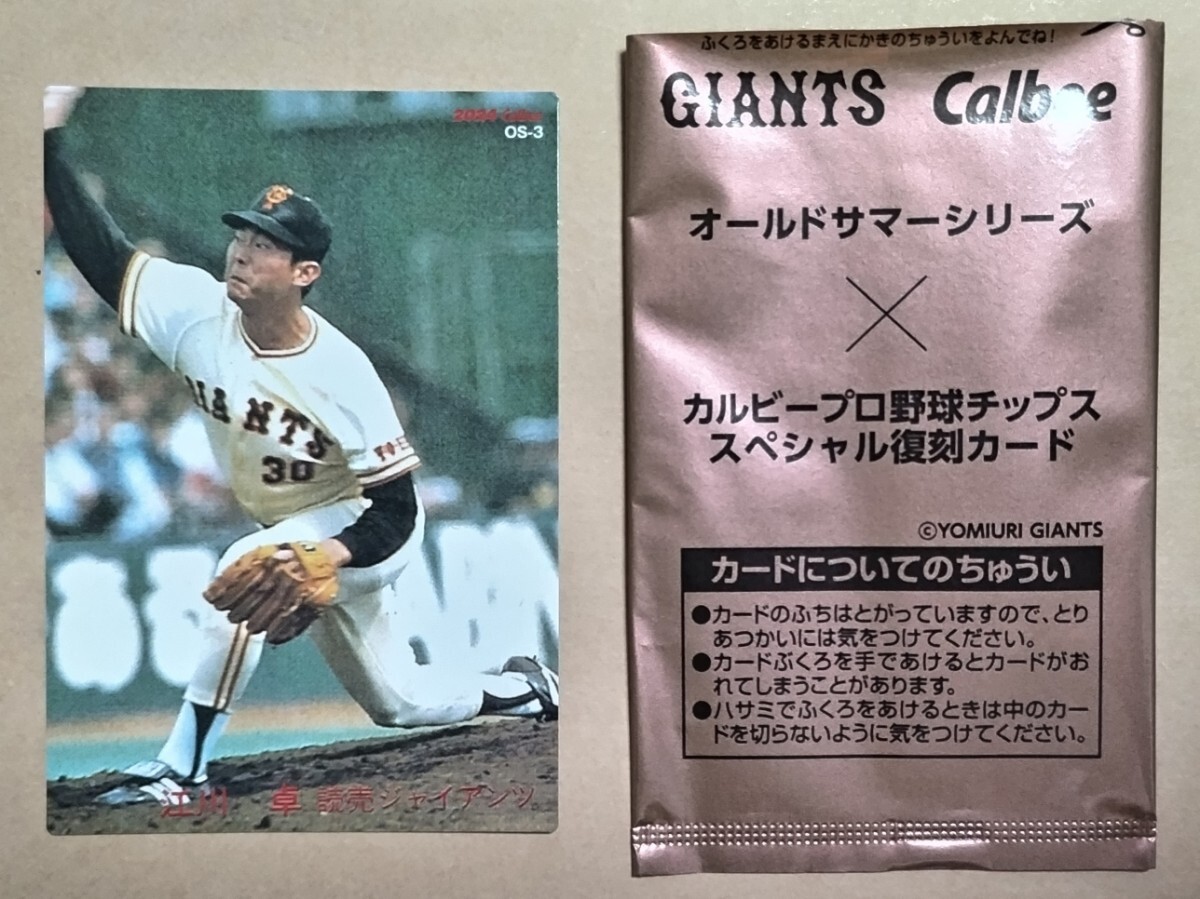 2024 Calbee
OS-3
GIANTS
30
江川 卓 読売ジャイアンツ
ふくろをあけるまえにかきのちゅういをよんでね!
GIANTS Calbee
オールドサマーシリーズ
×
カルビープロ野球チップス
スペシャル復刻カード
©YOMIURI GIANTS
カードについてのちゅうい
●カードのふちはとがっていますので、とり
あつかいには気をつけてください。
●カードぶくろを手であけるとカードがお
れてしまうことがあります。
●ハサミでふくろをあけるときは中のカー
ドを切らないように気をつけてください。